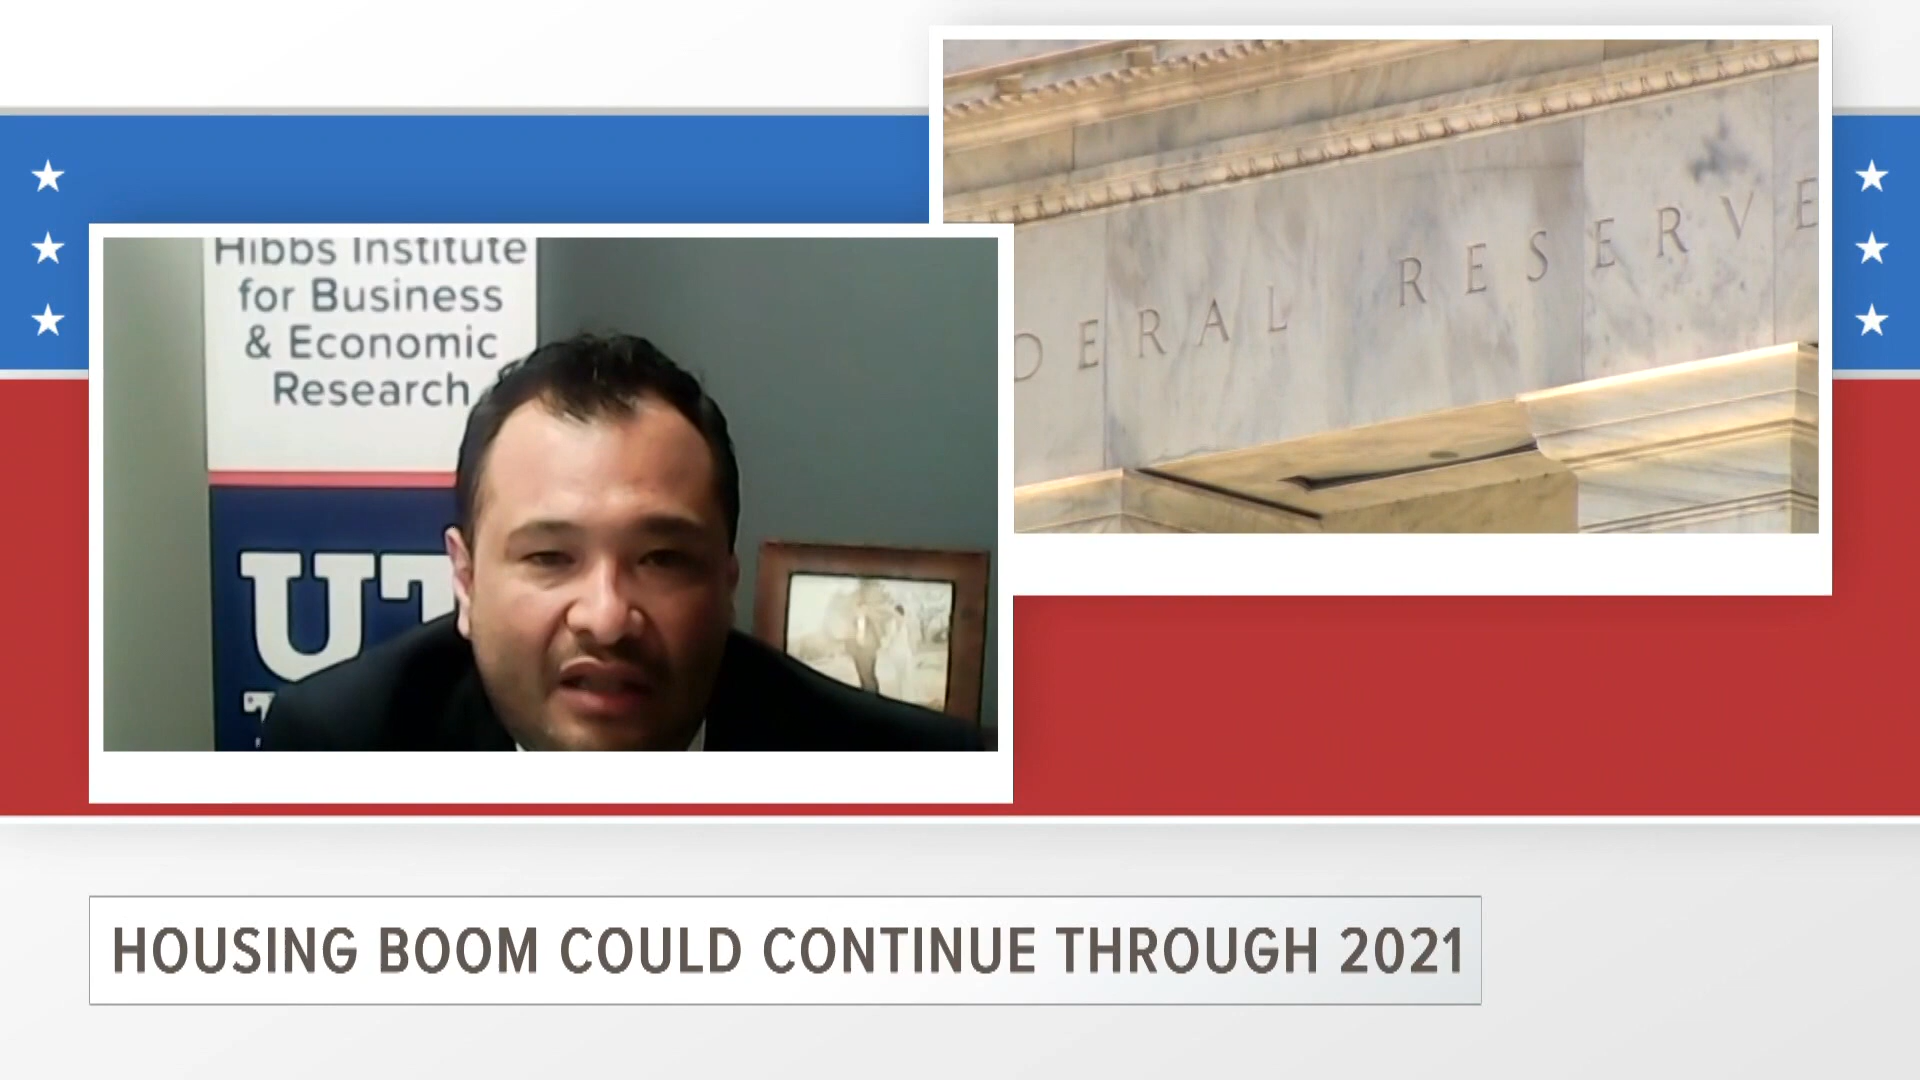 Hibbs Institute
for Business
& Economic
Research
UT
DERAL RESERVE
HOUSING BOOM COULD CONTINUE THROUGH 2021